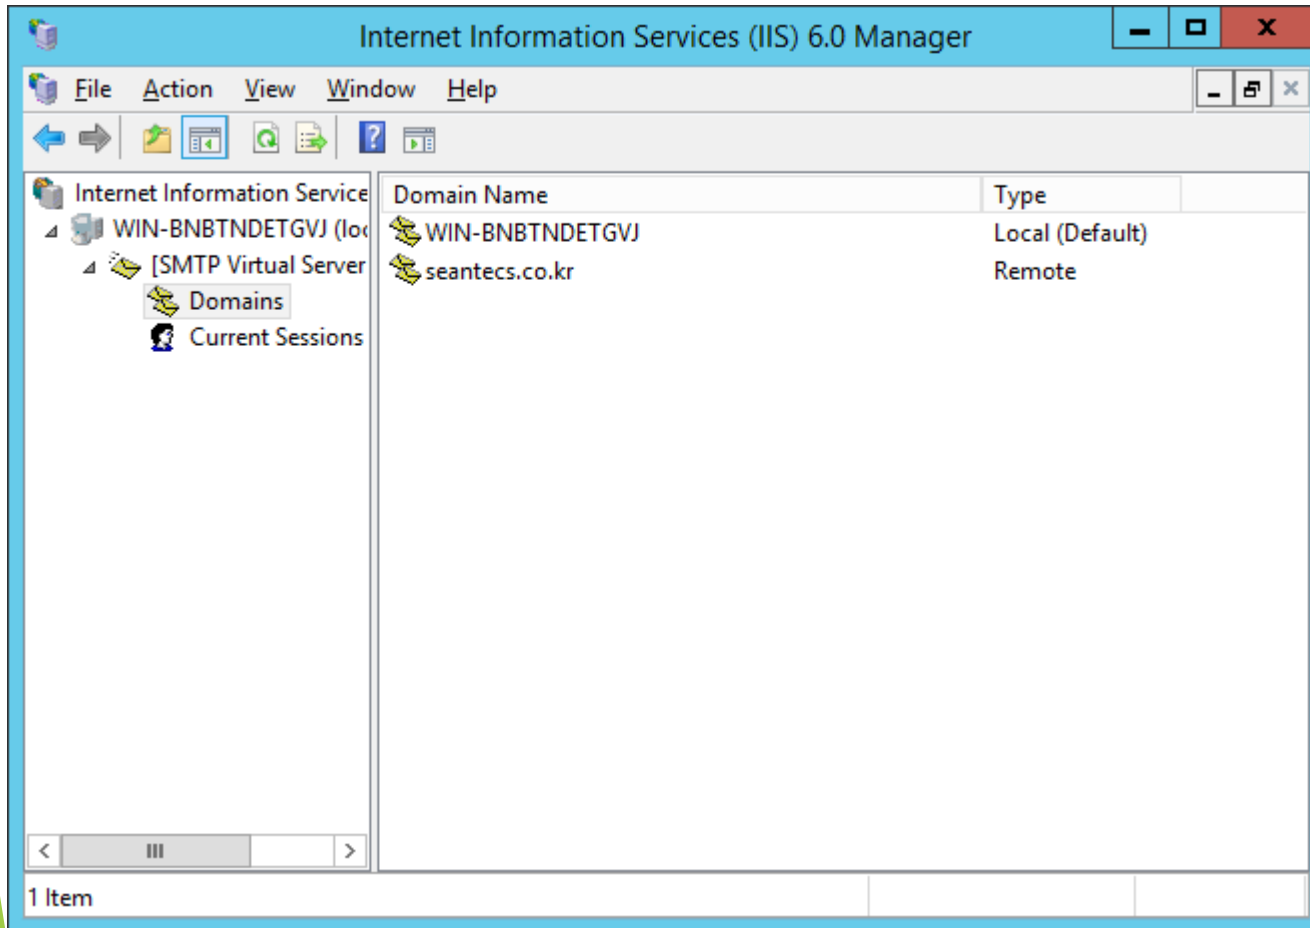 Internet Information Services (IIS) 6.0 Manager
File Action View Window Help
Internet Information Service
WIN-BNBTNDETGVJ (loc
[SMTP Virtual Server
Domains
Current Sessions
Domain Name Type
WIN-BNBTNDETGVJ Local (Default)
seantecs.co.kr Remote
1 Item